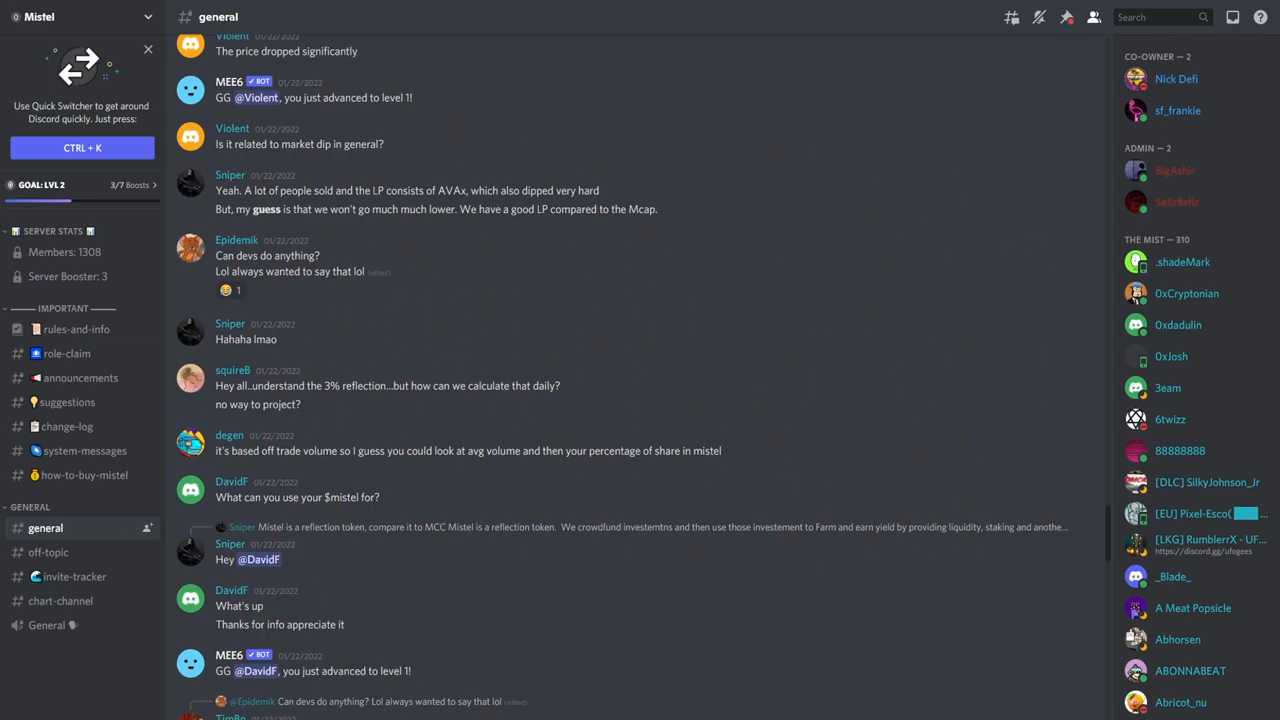 Mistel
Use Quick Switcher to get around
Discord quickly. Just press:
CTRL + K
GOAL: LVL 2
3/7 Boosts
SERVER STATS
Members: 1308
Server Booster: 3
IMPORTANT
rules-and-info
role-claim
announcements
suggestions
change-log
system-messages
how-to-buy-mistel
GENERAL
general
off-topic
invite-tracker
chart-channel
General
general
Search
Violent
The price dropped significantly
MEE6 BOT 01/22/2022
GG @Violent, you just advanced to level 1!
Violent 01/22/2022
Is it related to market dip in general?
Sniper 01/22/2022
Yeah. A lot of people sold and the LP consists of AVAx, which also dipped very hard
But, my guess is that we won't go much much lower. We have a good LP compared to the Mcap.
Epidemik 01/22/2022
Can devs do anything?
Lol always wanted to say that lol (edited)
1
Sniper 01/22/2022
Hahaha lmao
squireB 01/22/2022
Hey all..understand the 3% reflection...but how can we calculate that daily?
no way to project?
degen 01/22/2022
it's based off trade volume so I guess you could look at avg volume and then your percentage of share in mistel
DavidF 01/22/2022
What can you use your $mistel for?
Sniper Mistel is a reflection token, compare it to MCC Mistel is a reflection token. We crowdfund investemtns and then use those investement to Farm and earn yield by providing liquidity, staking and anothe...
Sniper 01/22/2022
Hey @DavidF
DavidF 01/22/2022
What's up
Thanks for info appreciate it
MEE6 BOT 01/22/2022
GG @DavidF, you just advanced to level 1!
@Epidemik Can devs do anything? Lol always wanted to say that lol (edited)
TimBo
CO-OWNER — 2
Nick Defi
sf_frankie
ADMIN — 2
BigAshir
SellzBellz
THE MIST — 310
.shadeMark
0xCryptonian
0xdadulin
0xJosh
3eam
6twizz
88888888
[DLC] SilkyJohnson_Jr
[EU] Pixel-Esco( ...
[LKG] RumblerrX - UF...
https://discord.gg/ufogees
_Blade_
A Meat Popsicle
Abhorsen
ABONNABEAT
Abricot_nu